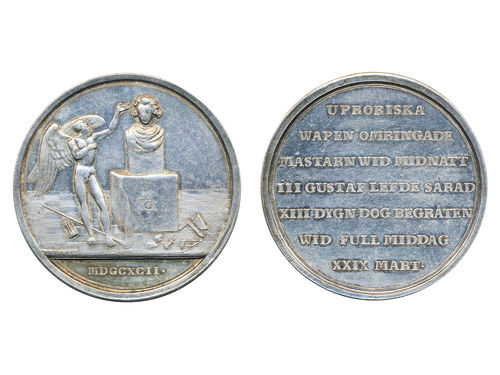 MDGCXCII·
UPRORISKA
WAPEN OMRINGADE
MÄSTARN WID MIDNATT
III GUSTAF LEFDE SÅRAD
XIII DYGN DOG BEGRÅTEN
WID FULL MIDDAG
XXIX MART·